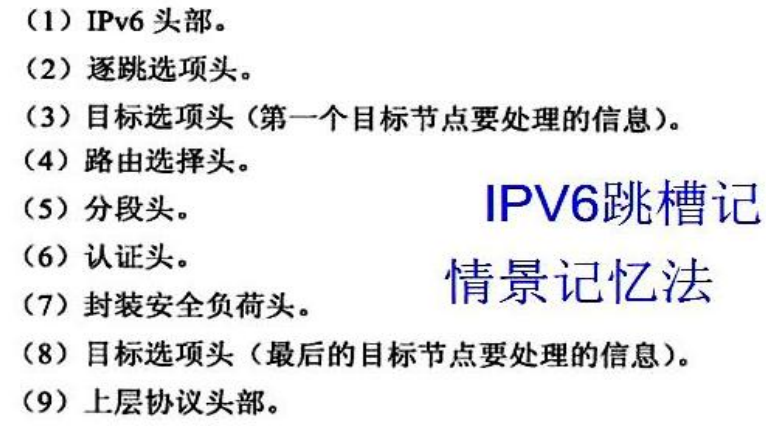 （1）IPv6 头部。
（2）逐跳选项头。
（3）目标选项头（第一个目标节点要处理的信息）。
（4）路由选择头。
（5）分段头。
（6）认证头。
（7）封装安全负荷头。
（8）目标选项头（最后的目标节点要处理的信息）。
（9）上层协议头部。
IPV6跳槽记
情景记忆法